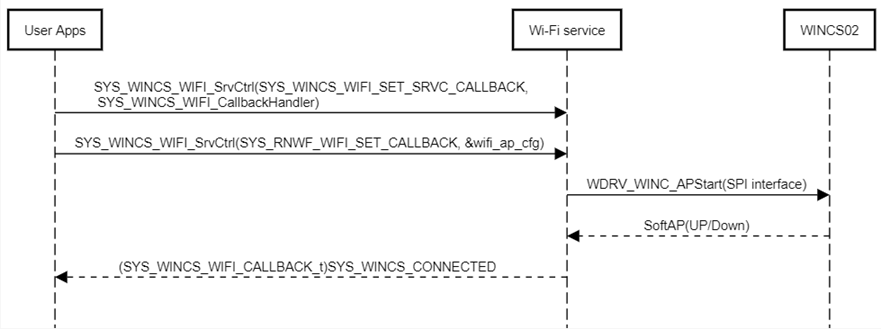 User Apps
Wi-Fi service
WINCS02
SYS_WINCS_WIFI_SrvCtrl(SYS_WINCS_WIFI_SET_SRVC_CALLBACK,
SYS_WINCS_WIFI_CallbackHandler)
SYS_WINCS_WIFI_SrvCtrl(SYS_RNWF_WIFI_SET_CALLBACK, &wifi_ap_cfg)
WDRV_WINC_APStart(SPI interface)
SoftAP(UP/Down)
(SYS_WINCS_WIFI_CALLBACK_t)SYS_WINCS_CONNECTED